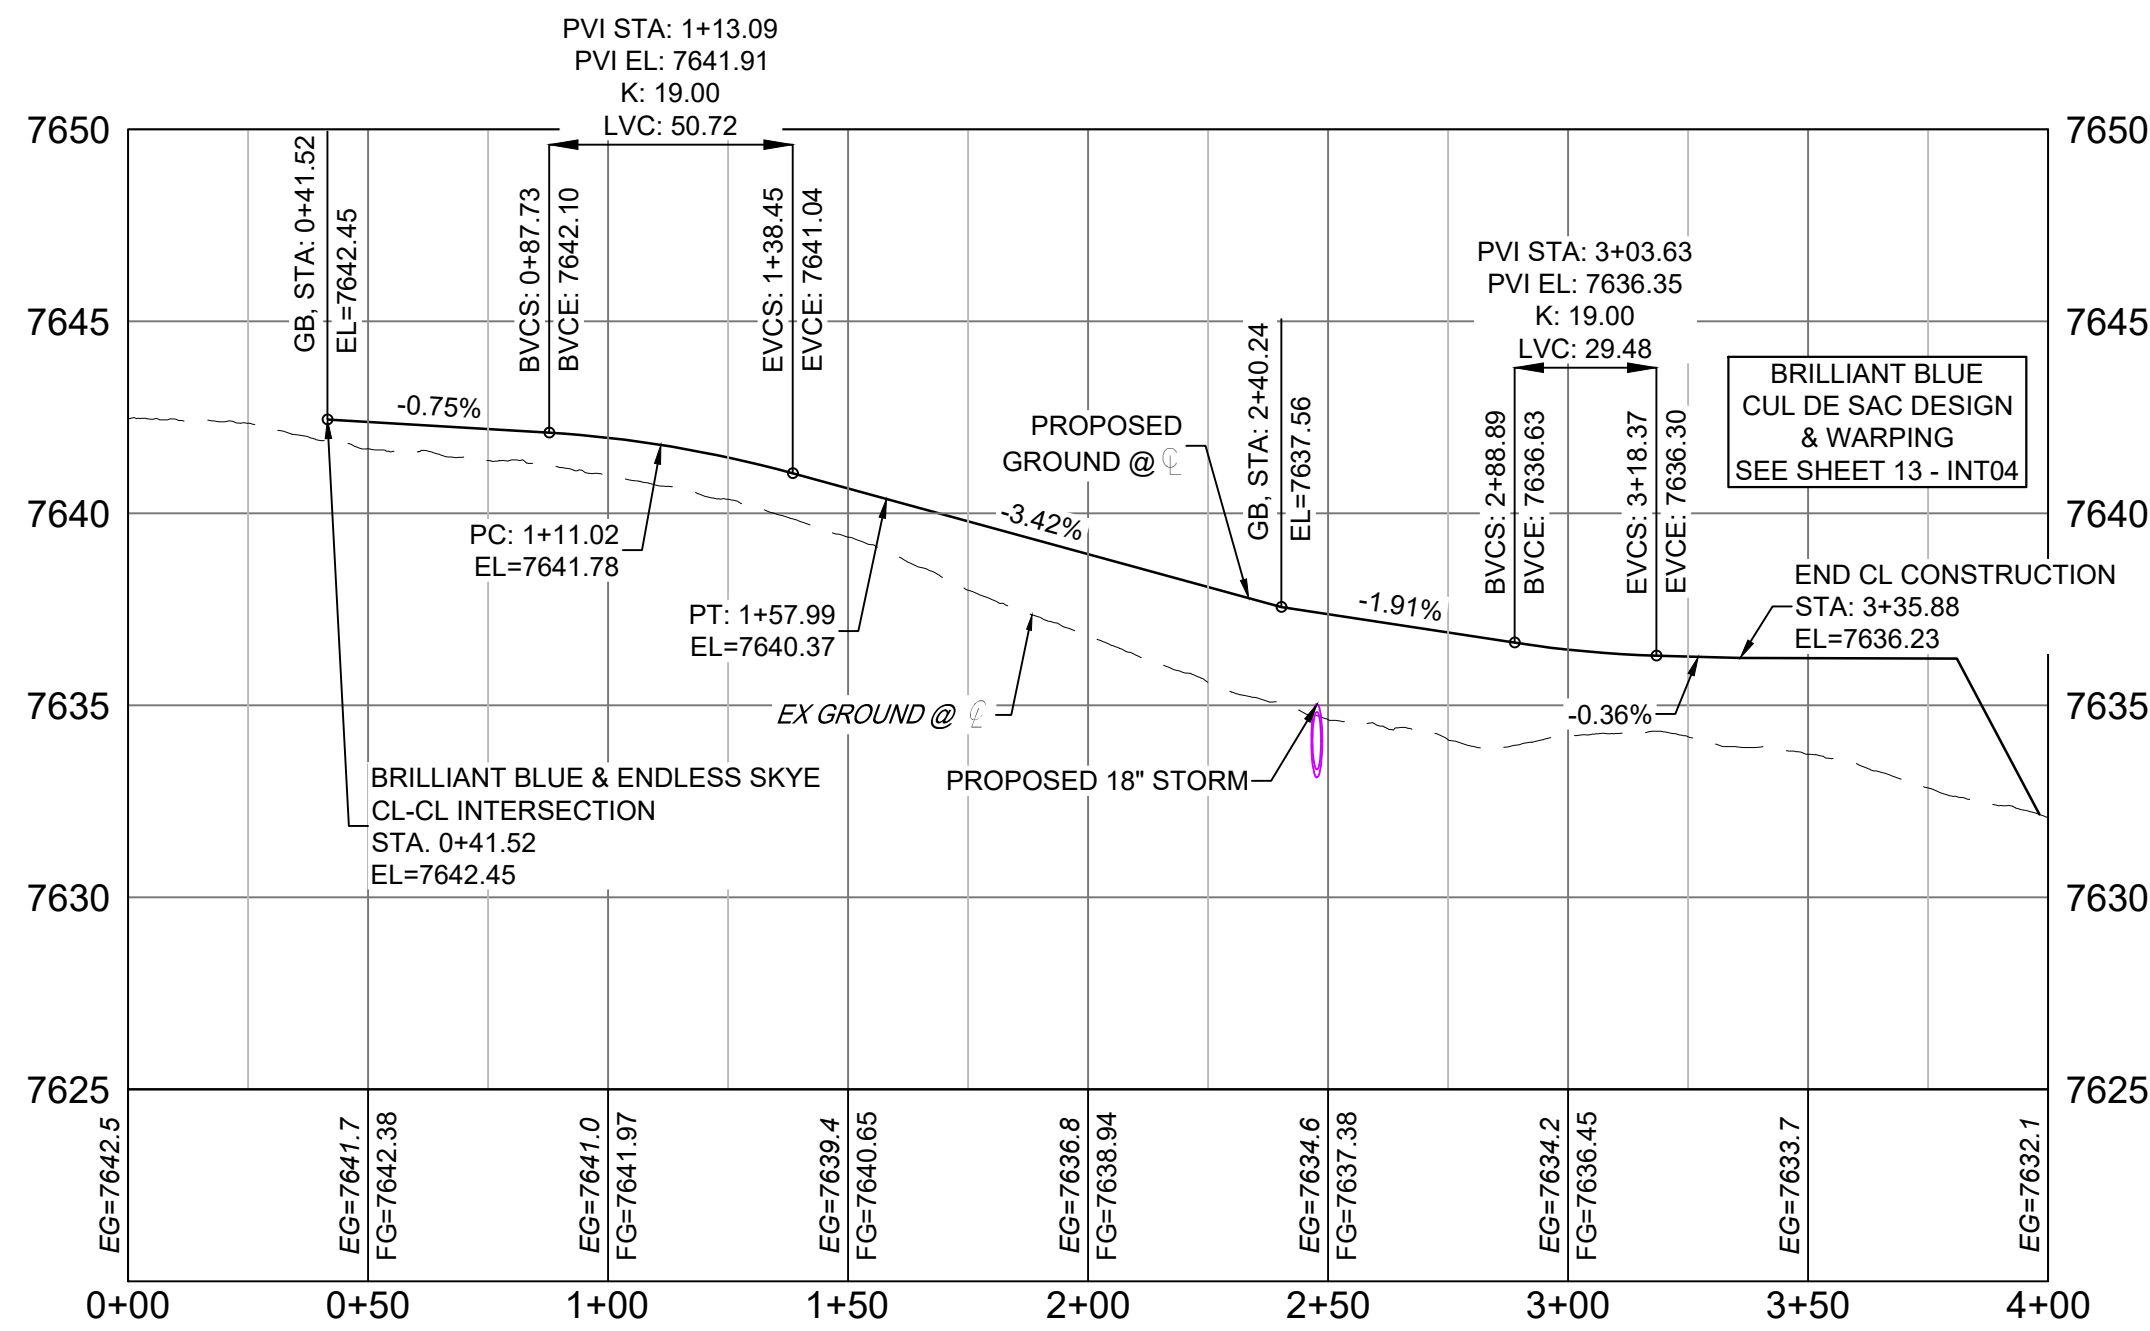 PVI STA: 1+13.09
PVI EL: 7641.91
K: 19.00
LVC: 50.72
7650
7650
GB, STA: 0+41.52
EL=7642.45
BVCS: 0+87.73
BVCE: 7642.10
EVCS: 1+38.45
EVCE: 7641.04
PVI STA: 3+03.63
PVI EL: 7636.35
K: 19.00
LVC: 29.48
7645
7645
GB, STA: 2+40.24
EL=7637.56
BVCS: 2+88.89
BVCE: 7636.63
EVCS: 3+18.37
EVCE: 7636.30
BRILLIANT BLUE
CUL DE SAC DESIGN
& WARPING
SEE SHEET 13 - INT04
-0.75%
PROPOSED
GROUND @ ℄
7640
7640
-3.42%
PC: 1+11.02
EL=7641.78
PT: 1+57.99
EL=7640.37
-1.91%
END CL CONSTRUCTION
STA: 3+35.88
EL=7636.23
7635
7635
EX GROUND @ ℄
-0.36%
PROPOSED 18" STORM
BRILLIANT BLUE & ENDLESS SKYE
CL-CL INTERSECTION
STA. 0+41.52
EL=7642.45
7630
7630
7625
7625
EG=7642.5
EG=7641.7
FG=7642.38
EG=7641.0
FG=7641.97
EG=7639.4
FG=7640.65
EG=7636.8
FG=7638.94
EG=7634.6
FG=7637.38
EG=7634.2
FG=7636.45
EG=7633.7
EG=7632.1
0+00
0+50
1+00
1+50
2+00
2+50
3+00
3+50
4+00